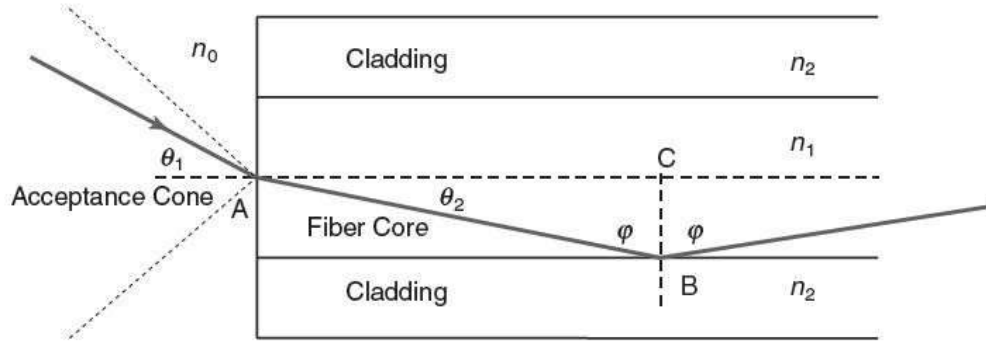 n₀
Cladding n₂
n₁
θ₁ C
Acceptance Cone A θ₂
Fiber Core φ φ
Cladding B n₂